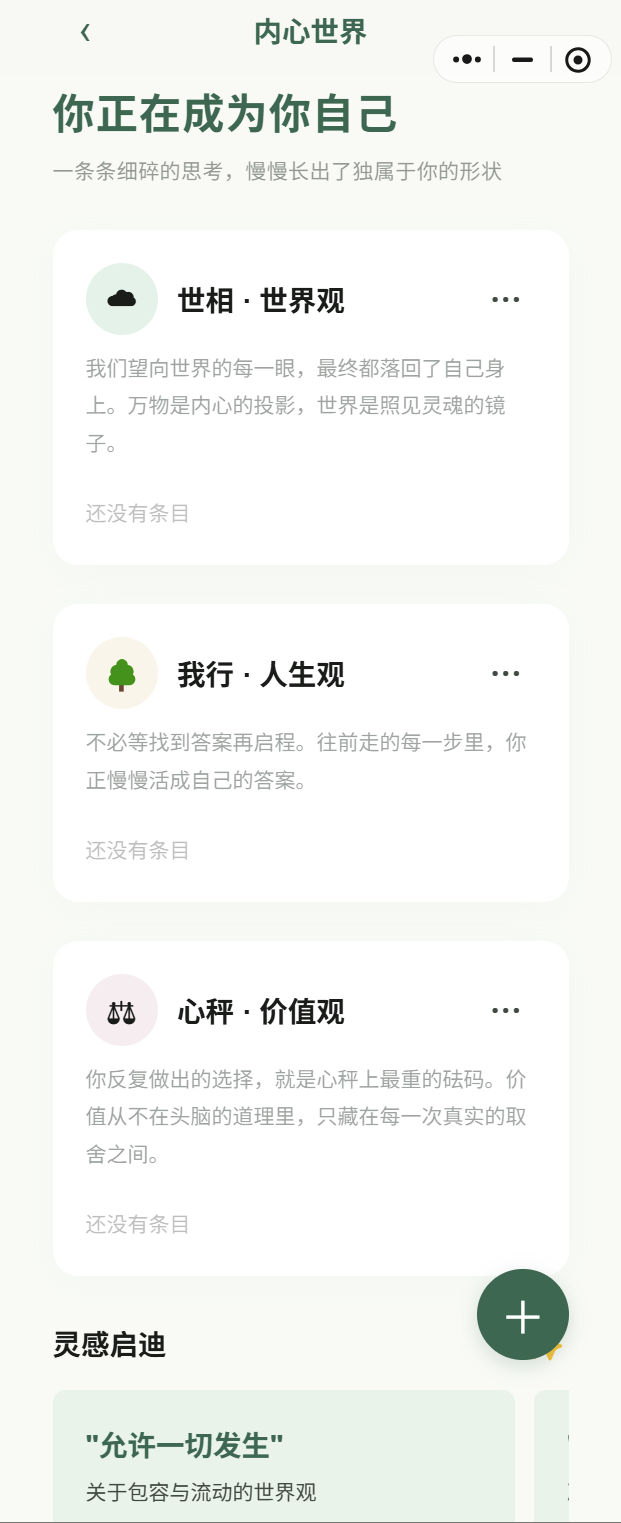 内心世界
你正在成为你自己
一条条细碎的思考，慢慢长出了独属于你的形状
世相 · 世界观
我们望向世界的每一眼，最终都落回了自己身
上。万物是内心的投影，世界是照见灵魂的镜
子。
还没有条目
我行 · 人生观
不必等找到答案再启程。往前走的每一步里，你
正慢慢活成自己的答案。
还没有条目
心秤 · 价值观
你反复做出的选择，就是心秤上最重的砝码。价
值从不在头脑的道理里，只藏在每一次真实的取
舍之间。
还没有条目
灵感启迪
"允许一切发生"
关于包容与流动的世界观